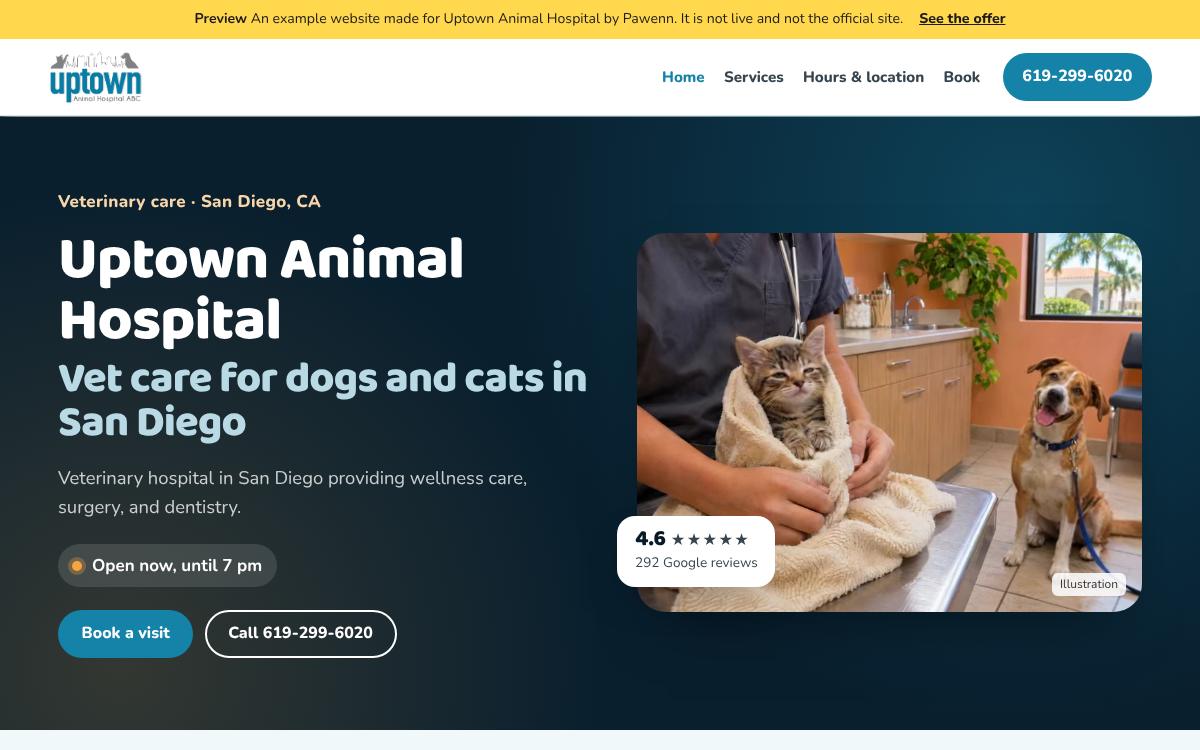 Preview An example website made for Uptown Animal Hospital by Pawenn. It is not live and not the official site. See the offer
uptown
Animal Hospital ABC
Home Services Hours & location Book 619-299-6020
Veterinary care · San Diego, CA
Uptown Animal
Hospital
Vet care for dogs and cats in
San Diego
Veterinary hospital in San Diego providing wellness care,
surgery, and dentistry.
Open now, until 7 pm
Book a visit Call 619-299-6020
4.6 ★★★★★
292 Google reviews
Illustration